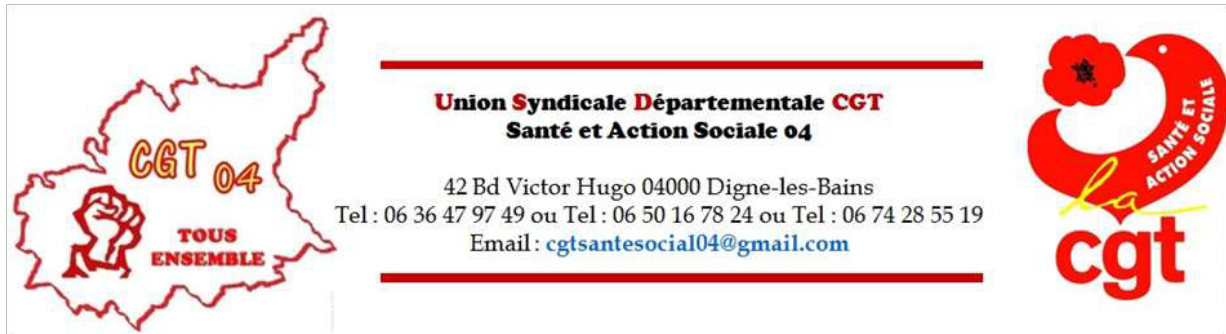 CGT 04
TOUS
ENSEMBLE
Union Syndicale Départementale CGT
Santé et Action Sociale 04
42 Bd Victor Hugo 04000 Digne-les-Bains
Tel : 06 36 47 97 49 ou Tel : 06 50 16 78 24 ou Tel : 06 74 28 55 19
Email : cgtsantesocial04@gmail.com
SANTÉ ET
ACTION SOCIALE
la
cgt